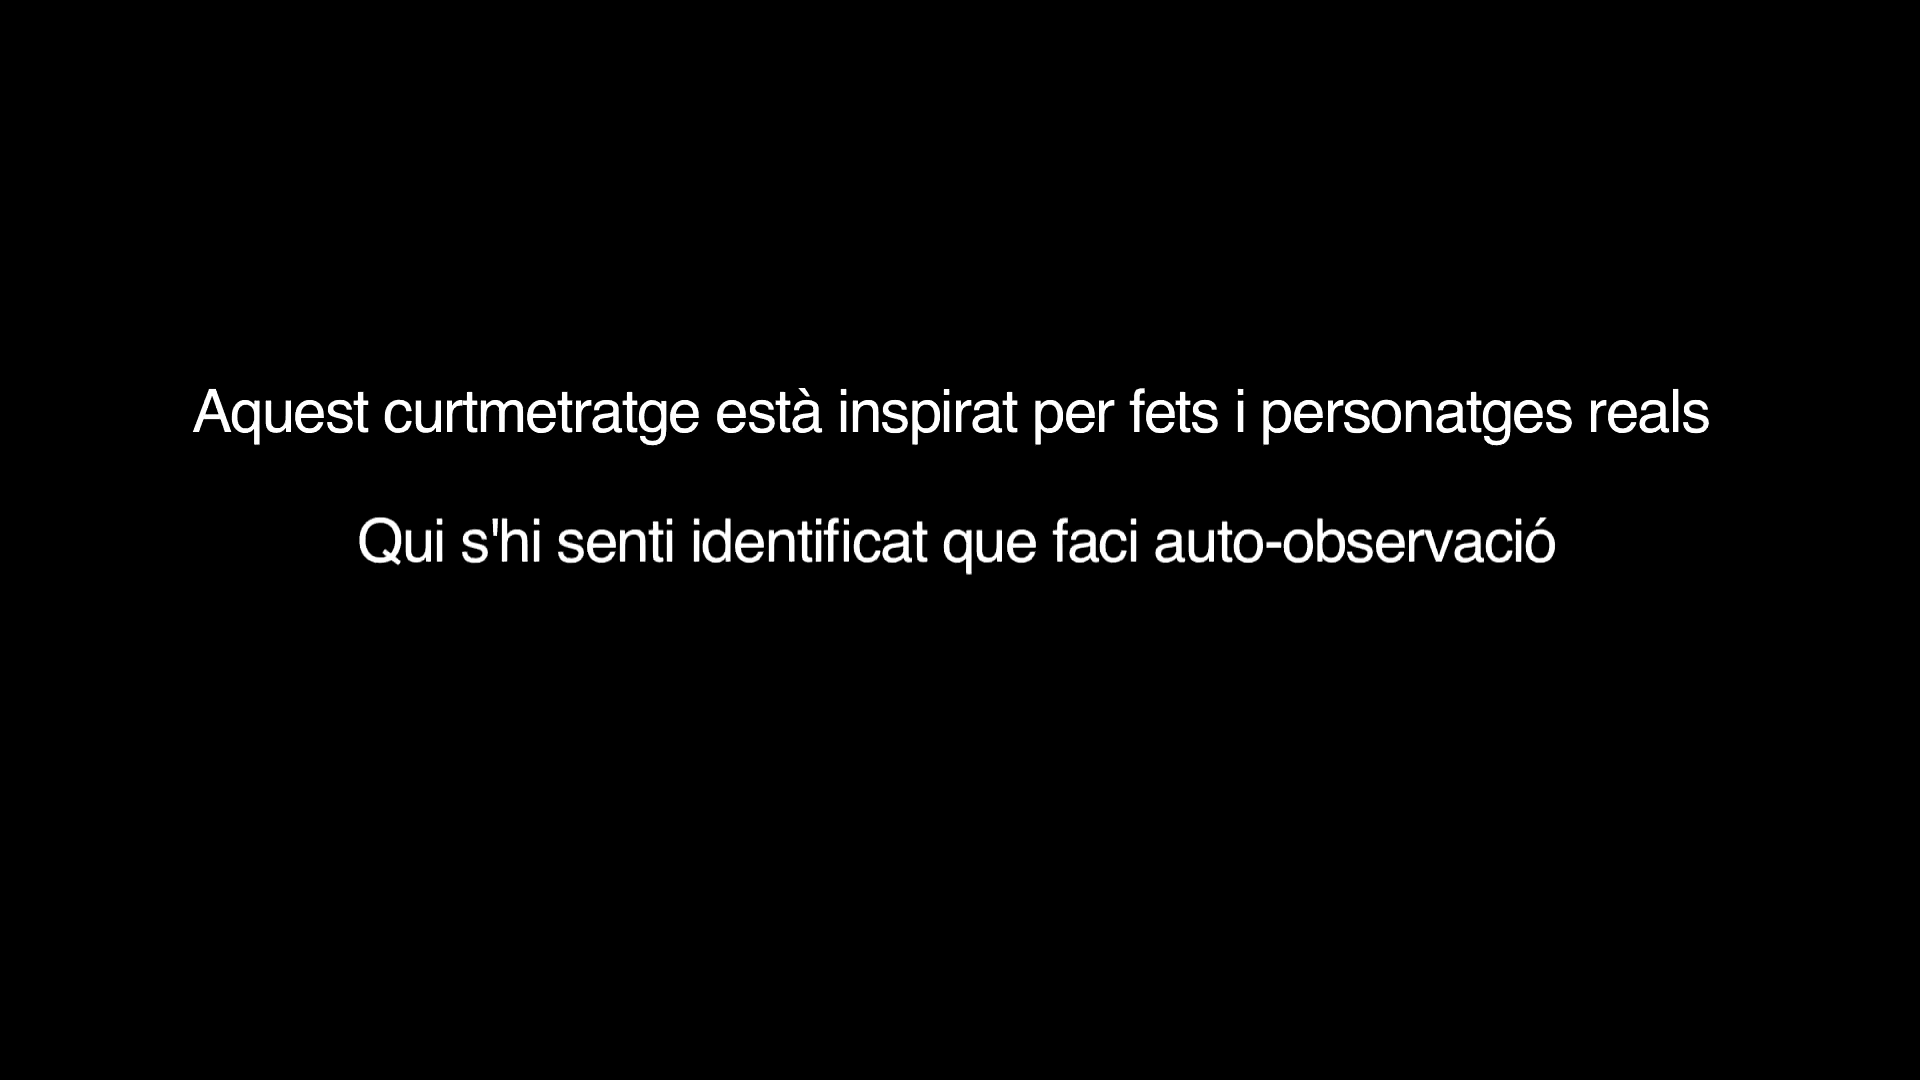 Aquest curtmetratge està inspirat per fets i personatges reals
Qui s'hi senti identificat que faci auto-observació